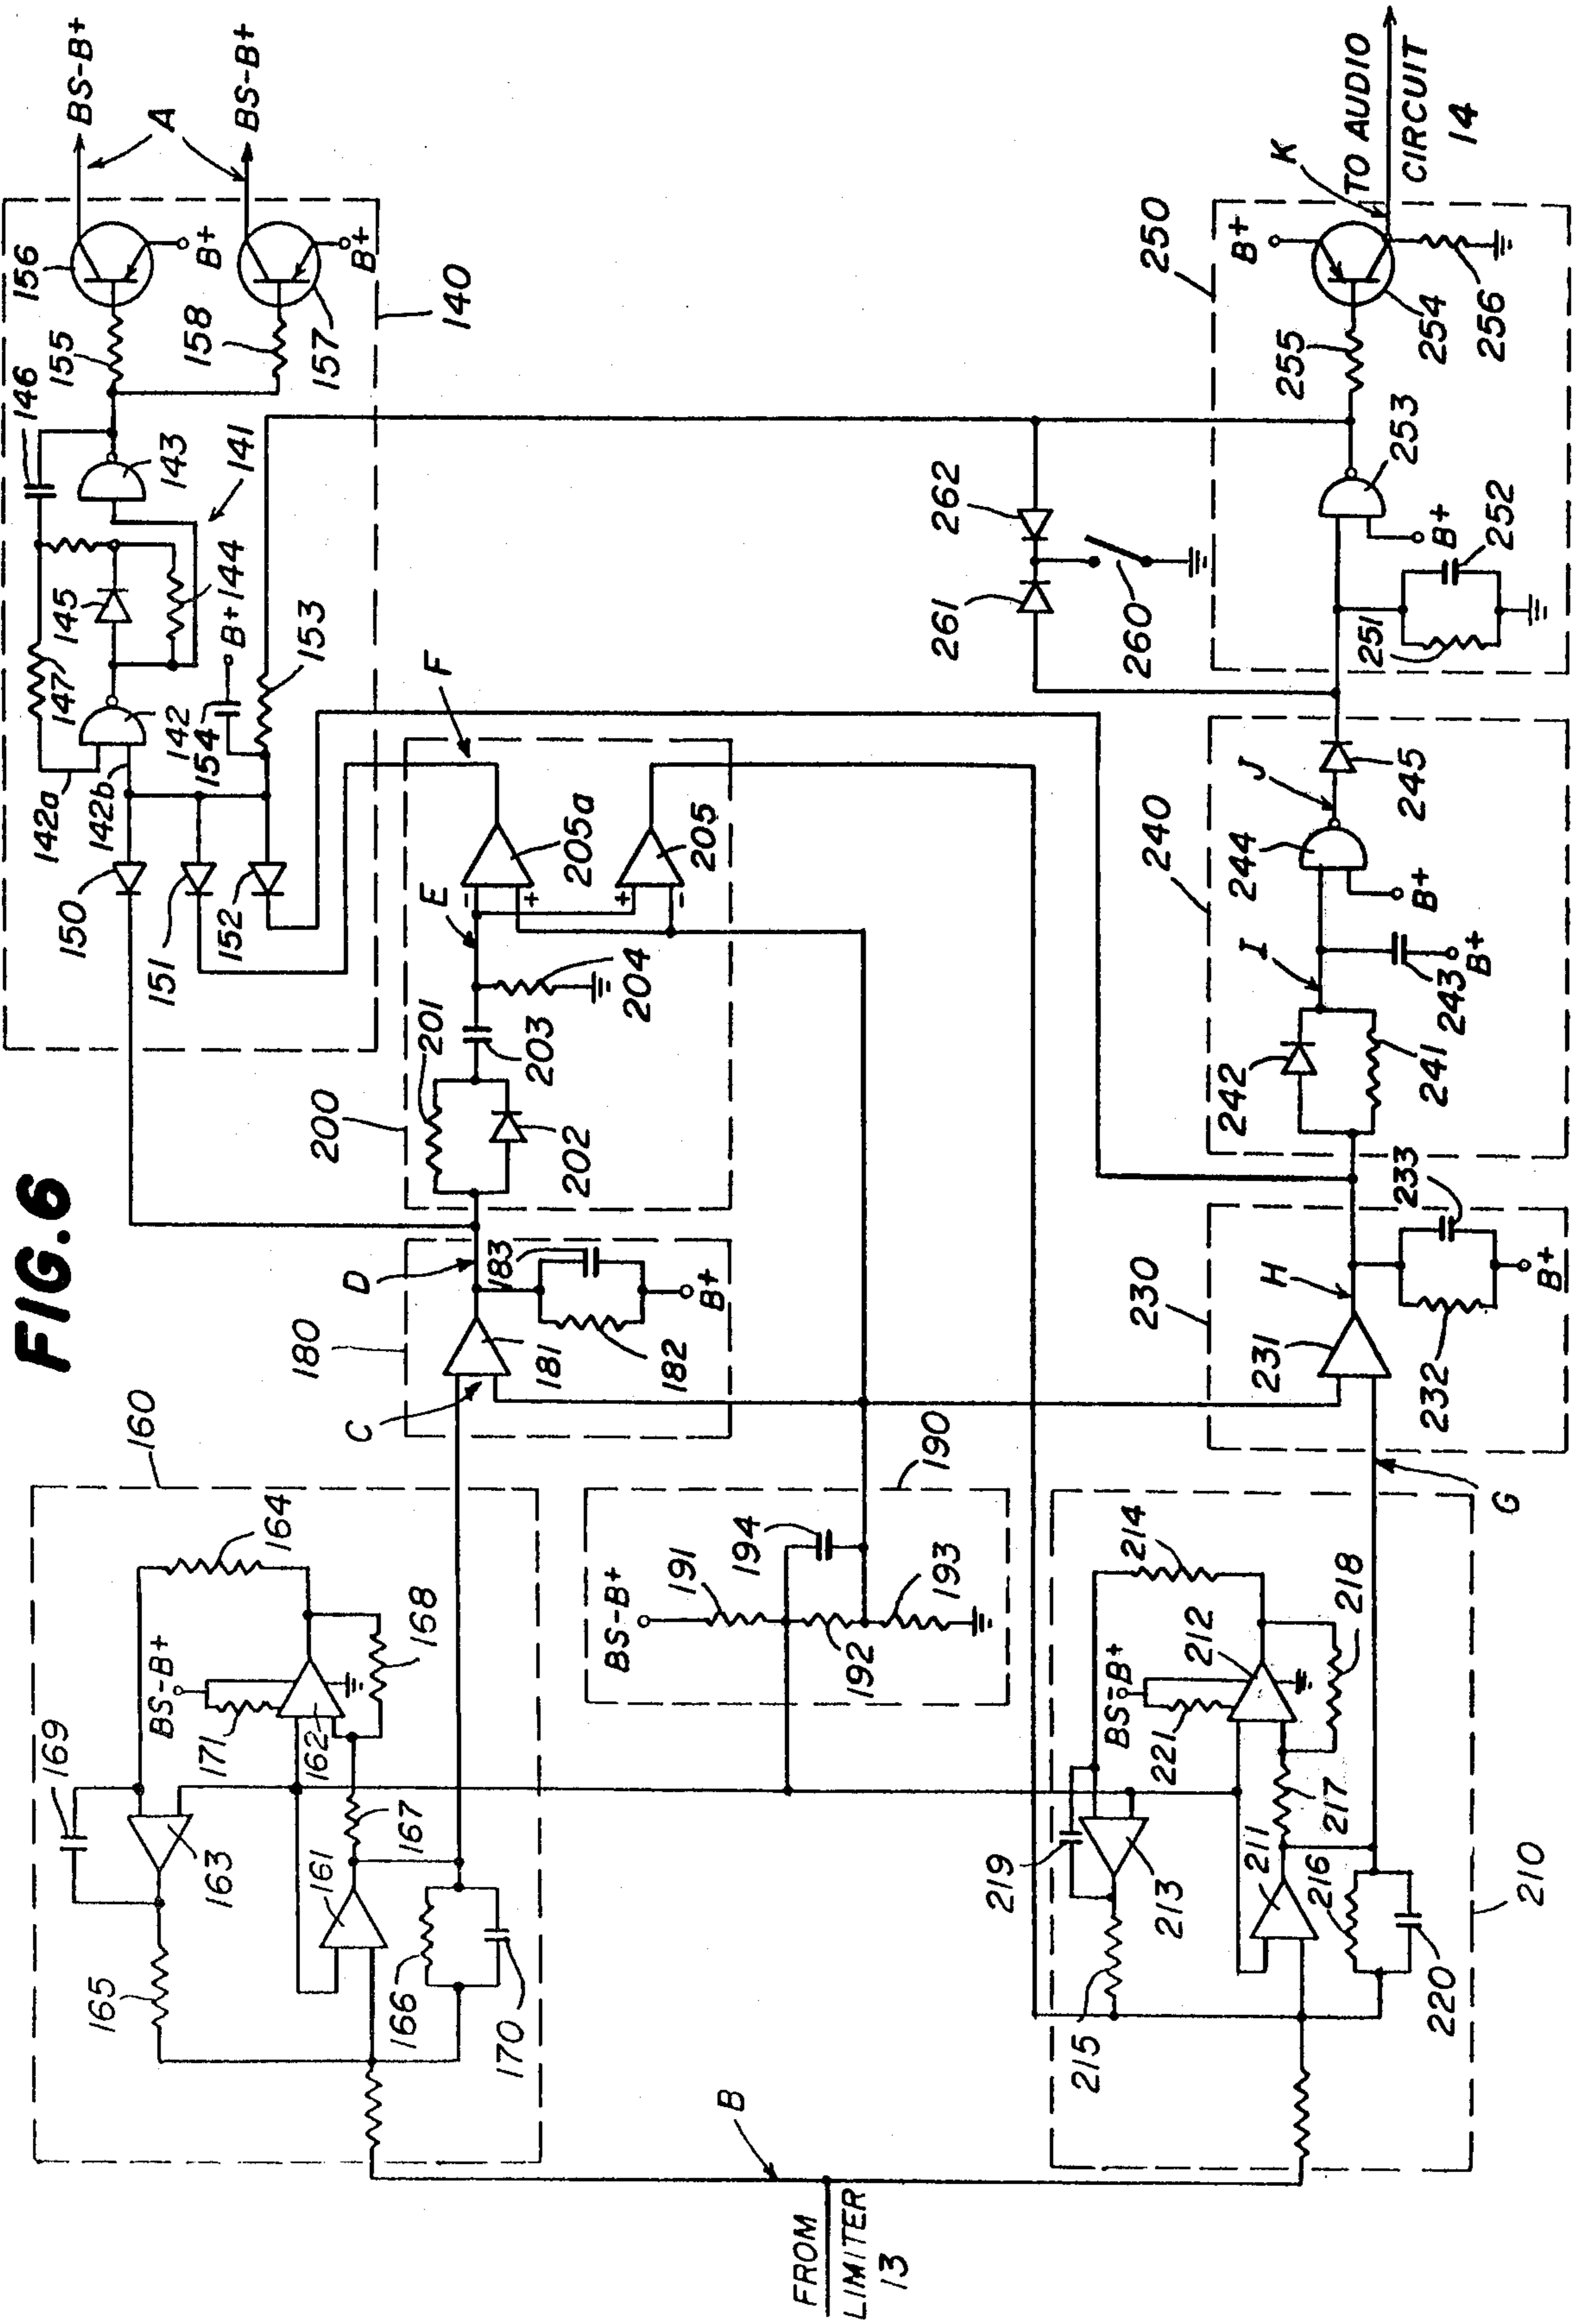 FIG. 6
BS-B+
BS-B+
A
156
155
B+
158
157
B+
140
146
143
141
144
145
147
B+
153
142
154
142a
142b
150
151
152
F
E
205a
205
+
-
+
-
204
203
201
202
200
D
183
B+
180
181
182
C
160
164
169
BS-B+
171
162
168
163
167
161
165
166
170
190
194
191
BS-B+
193
192
B
FROM
LIMITER
13
214
BS-B+
212
218
221
219
217
211
213
216
215
220
210
G
230
H
231
232
233
B+
240
242
241
I
243
B+
244
B+
J
245
262
261
260
250
B+
K
TO AUDIO
CIRCUIT
14
254
256
255
253
B+
252
251